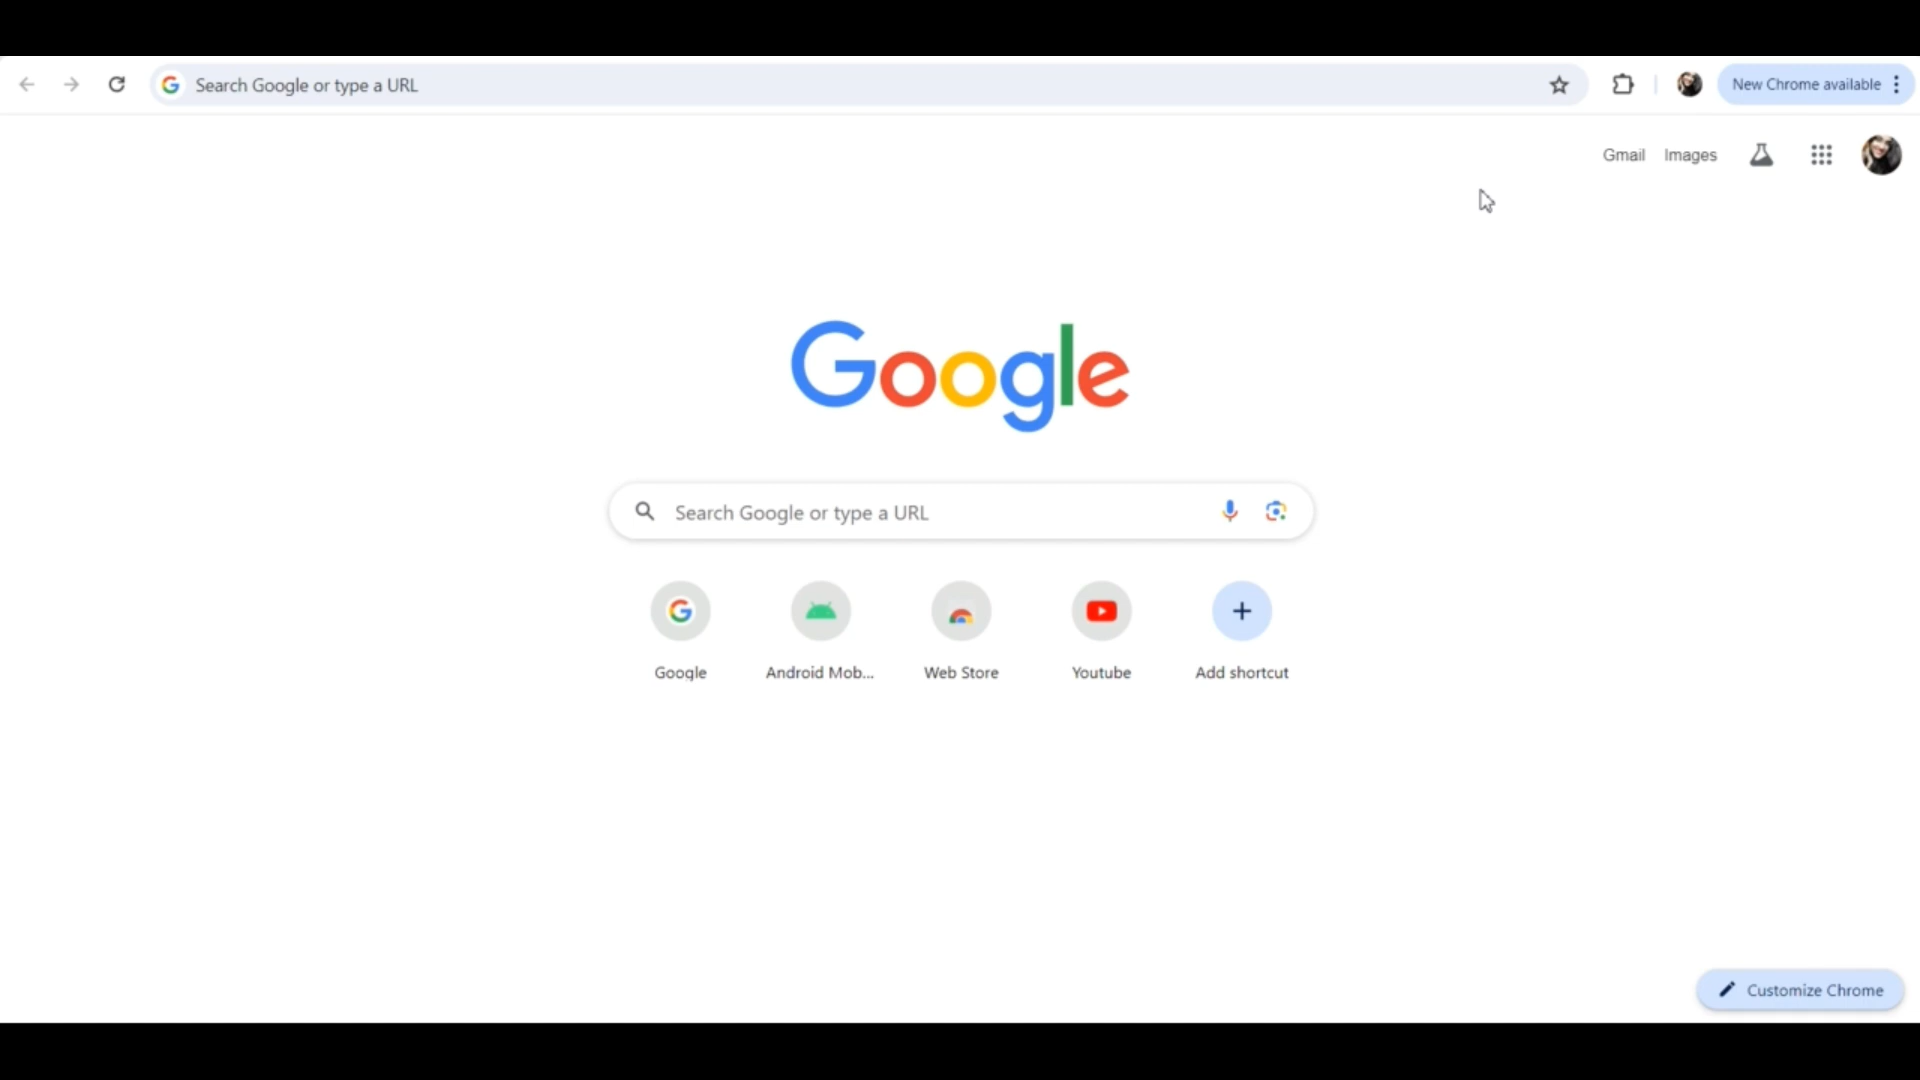 Search Google or type a URL
New Chrome available
Gmail Images
Google
Search Google or type a URL
Google Android Mob... Web Store Youtube Add shortcut
Customize Chrome